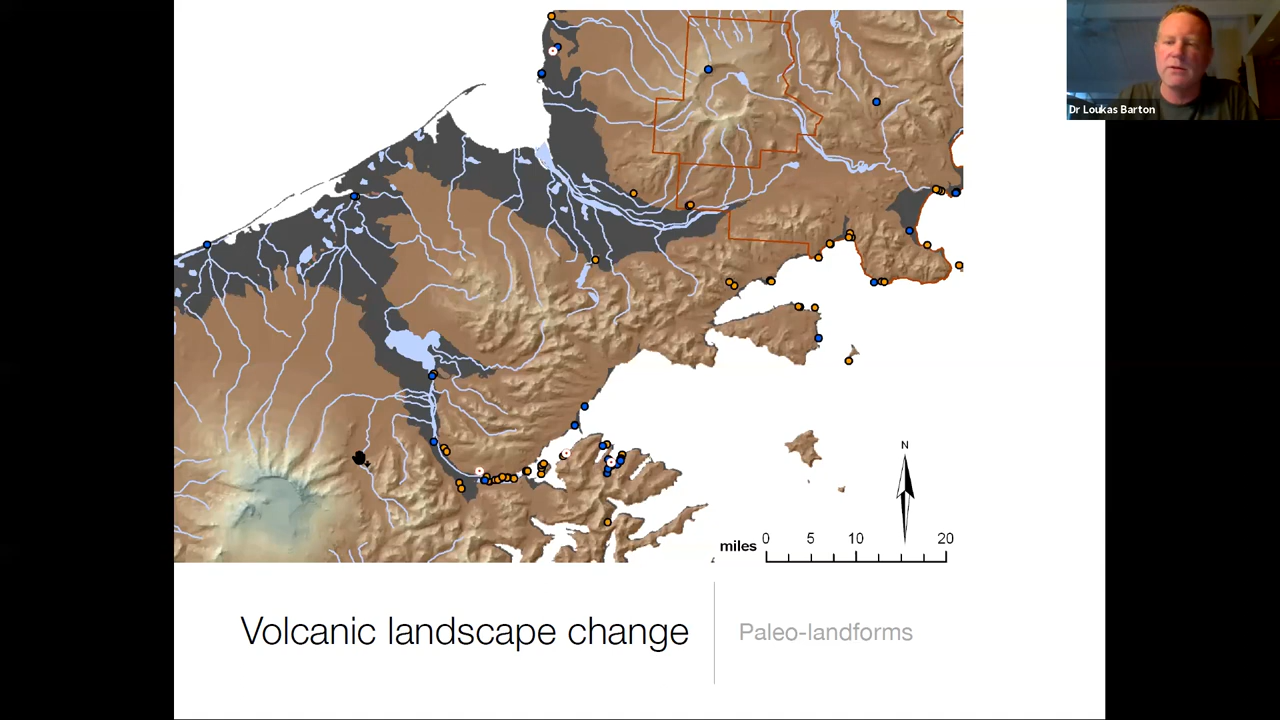 Dr Loukas Barton
N
miles 0 5 10 20
Volcanic landscape change
Paleo-landforms